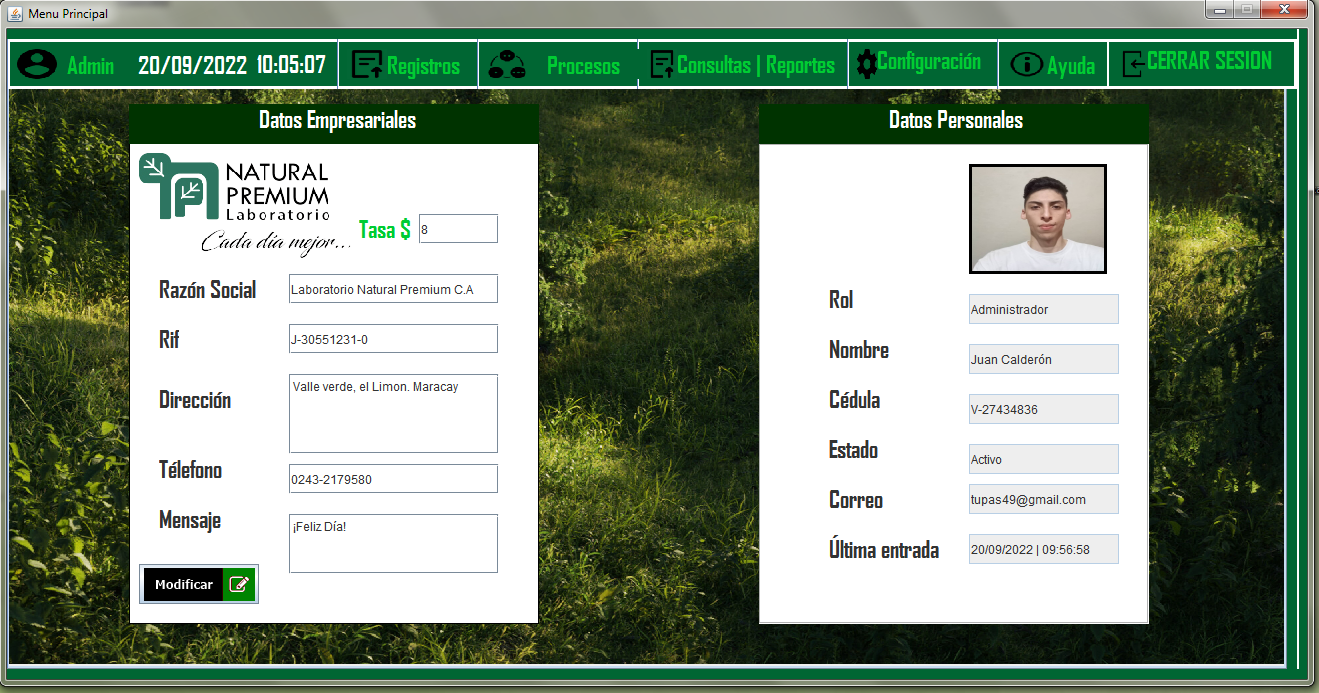 Menu Principal
Admin 20/09/2022 10:05:07 Registros Procesos Consultas | Reportes Configuración Ayuda CERRAR SESION
Datos Empresariales
NATURAL
PREMIUM
Laboratorio
Cada día mejor...
Tasa $ 8
Razón Social Laboratorio Natural Premium C.A
Rif J-30551231-0
Dirección Valle verde, el Limon. Maracay
Télefono 0243-2179580
Mensaje ¡Feliz Día!
Modificar
Datos Personales
Rol Administrador
Nombre Juan Calderón
Cédula V-27434836
Estado Activo
Correo tupas49@gmail.com
Última entrada 20/09/2022 | 09:56:58